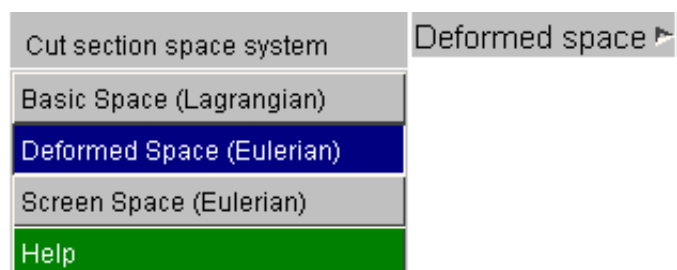 Cut section space system
Deformed space
Basic Space (Lagrangian)
Deformed Space (Eulerian)
Screen Space (Eulerian)
Help